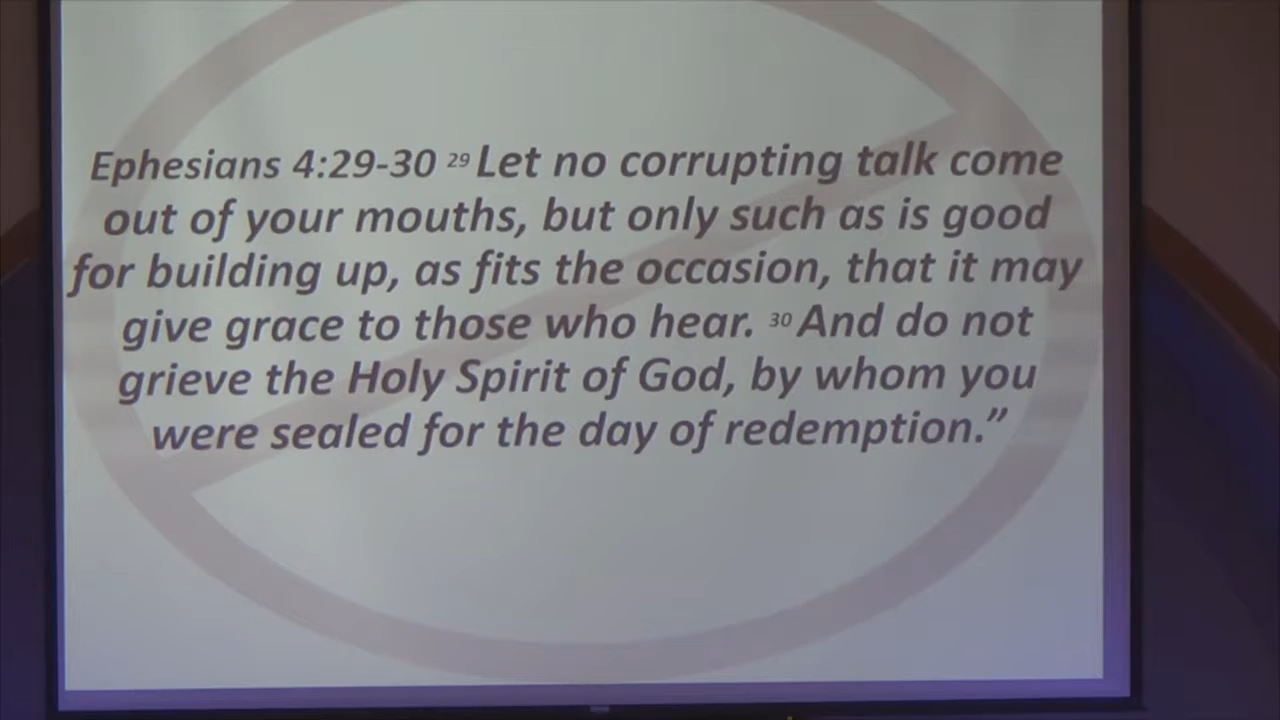 Ephesians 4:29-30 29 Let no corrupting talk come
out of your mouths, but only such as is good
for building up, as fits the occasion, that it may
give grace to those who hear. 30 And do not
grieve the Holy Spirit of God, by whom you
were sealed for the day of redemption.”